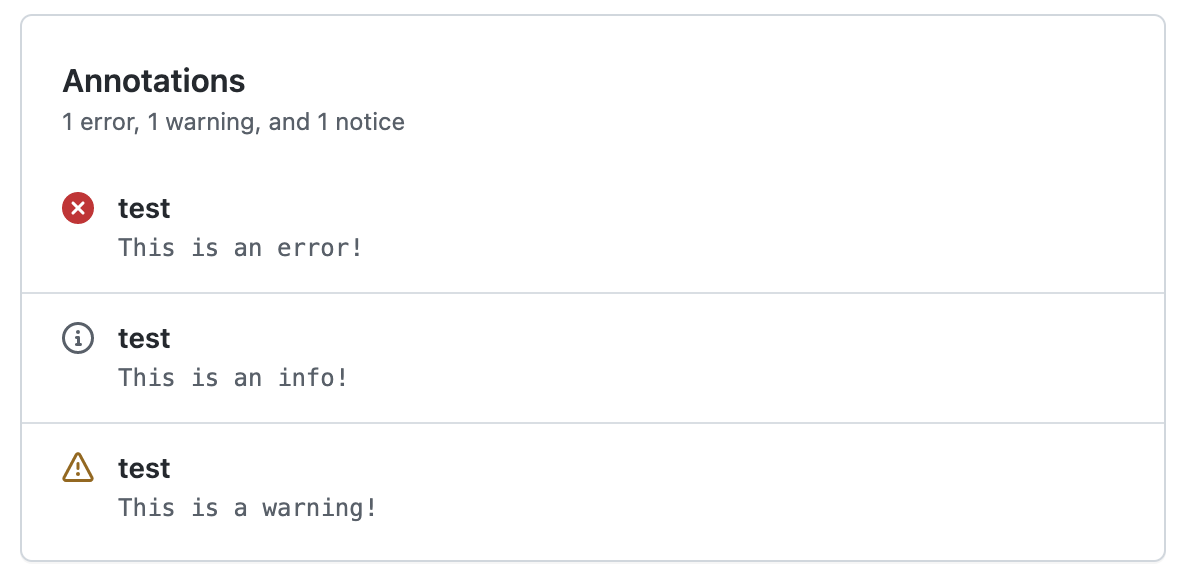 Annotations
1 error, 1 warning, and 1 notice
test
This is an error!
test
This is an info!
test
This is a warning!